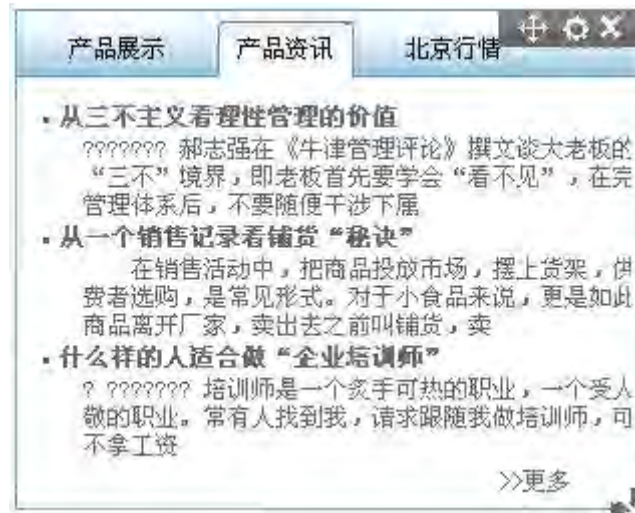 产品展示 产品资讯 北京行情
从三不主义看理性管理的价值
??????? 郝志强在《牛津管理评论》撰文谈大老板的
“三不”境界，即老板首先要学会“看不见”，在完
管理体系后，不要随便干涉下属
从一个销售记录看铺货“秘诀”
在销售活动中，把商品投放市场，摆上货架，供
费者选购，是常见形式。对于小食品来说，更是如此
商品离开厂家，卖出去之前叫铺货，卖
什么样的人适合做“企业培训师”
? ??????? 培训师是一个炙手可热的职业，一个受人
敬的职业。常有人找到我，请求跟随我做培训师，可
不拿工资
>>更多